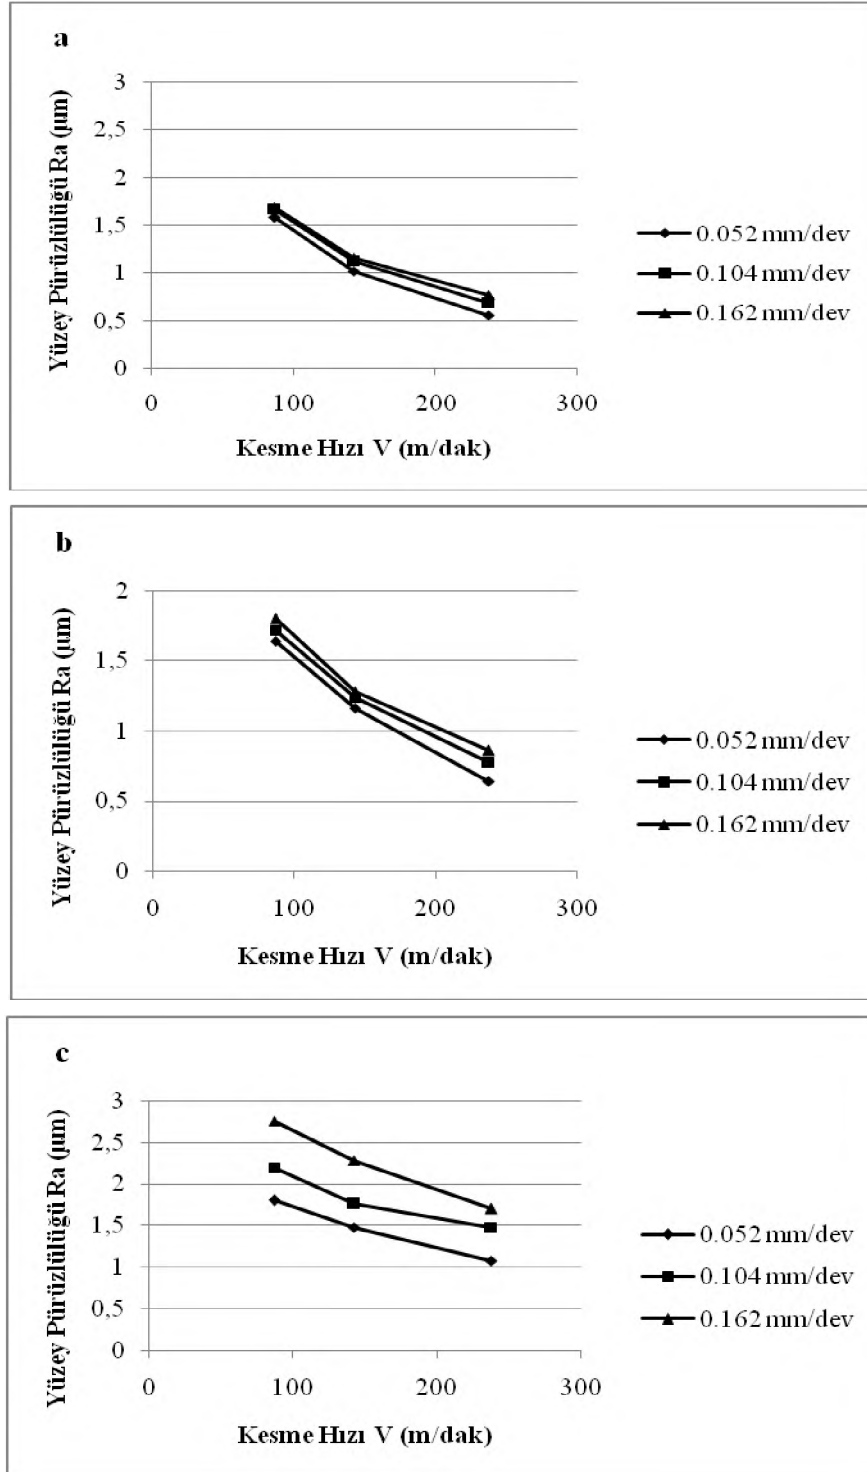 a
Yüzey Pürüzlülüğü Ra (µm)
3
2,5
2
1,5
1
0,5
0
0 100 200 300
Kesme Hızı V (m/dak)
0.052 mm/dev
0.104 mm/dev
0.162 mm/dev
b
Yüzey Pürüzlülüğü Ra (µm)
2
1,5
1
0,5
0
0 100 200 300
Kesme Hızı V (m/dak)
0.052 mm/dev
0.104 mm/dev
0.162 mm/dev
c
Yüzey Pürüzlülüğü Ra (µm)
3
2,5
2
1,5
1
0,5
0
0 100 200 300
Kesme Hızı V (m/dak)
0.052 mm/dev
0.104 mm/dev
0.162 mm/dev